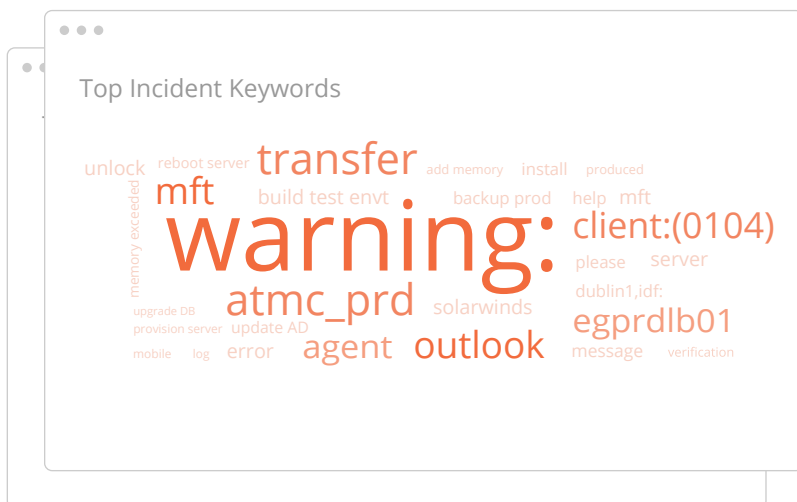 Top Incident Keywords
unlock reboot server transfer add memory install produced
mft build test envt backup prod help mft
memory exceeded
warning: client:(0104)
please server
dublin1,idf:
atmc_prd solarwinds
upgrade DB egprdlb01
provision server update AD
mobile log error agent outlook message verification